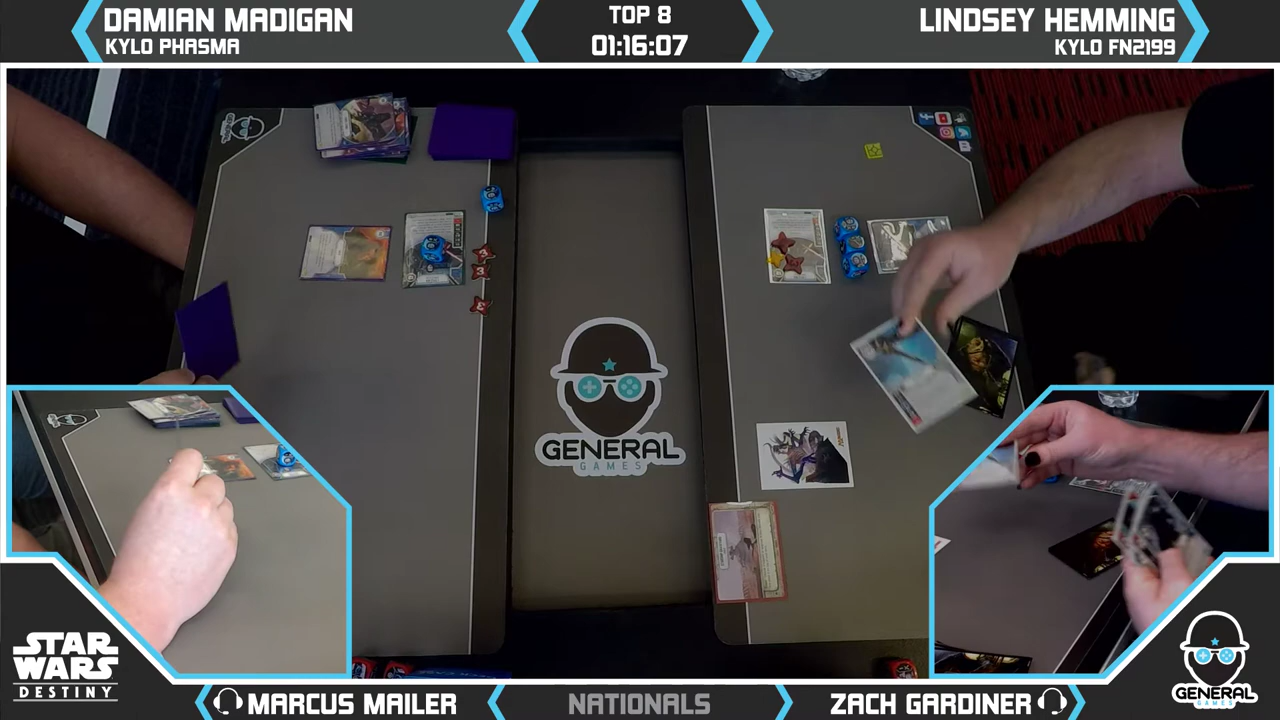 DAMIAN MADIGAN
KYLO PHASMA
TOP 8
01:16:07
LINDSEY HEMMING
KYLO FN2199
GENERAL
GAMES
STAR
WARS
DESTINY
MARCUS MAILER
NATIONALS
ZACH GARDINER
GENERAL
GAMES